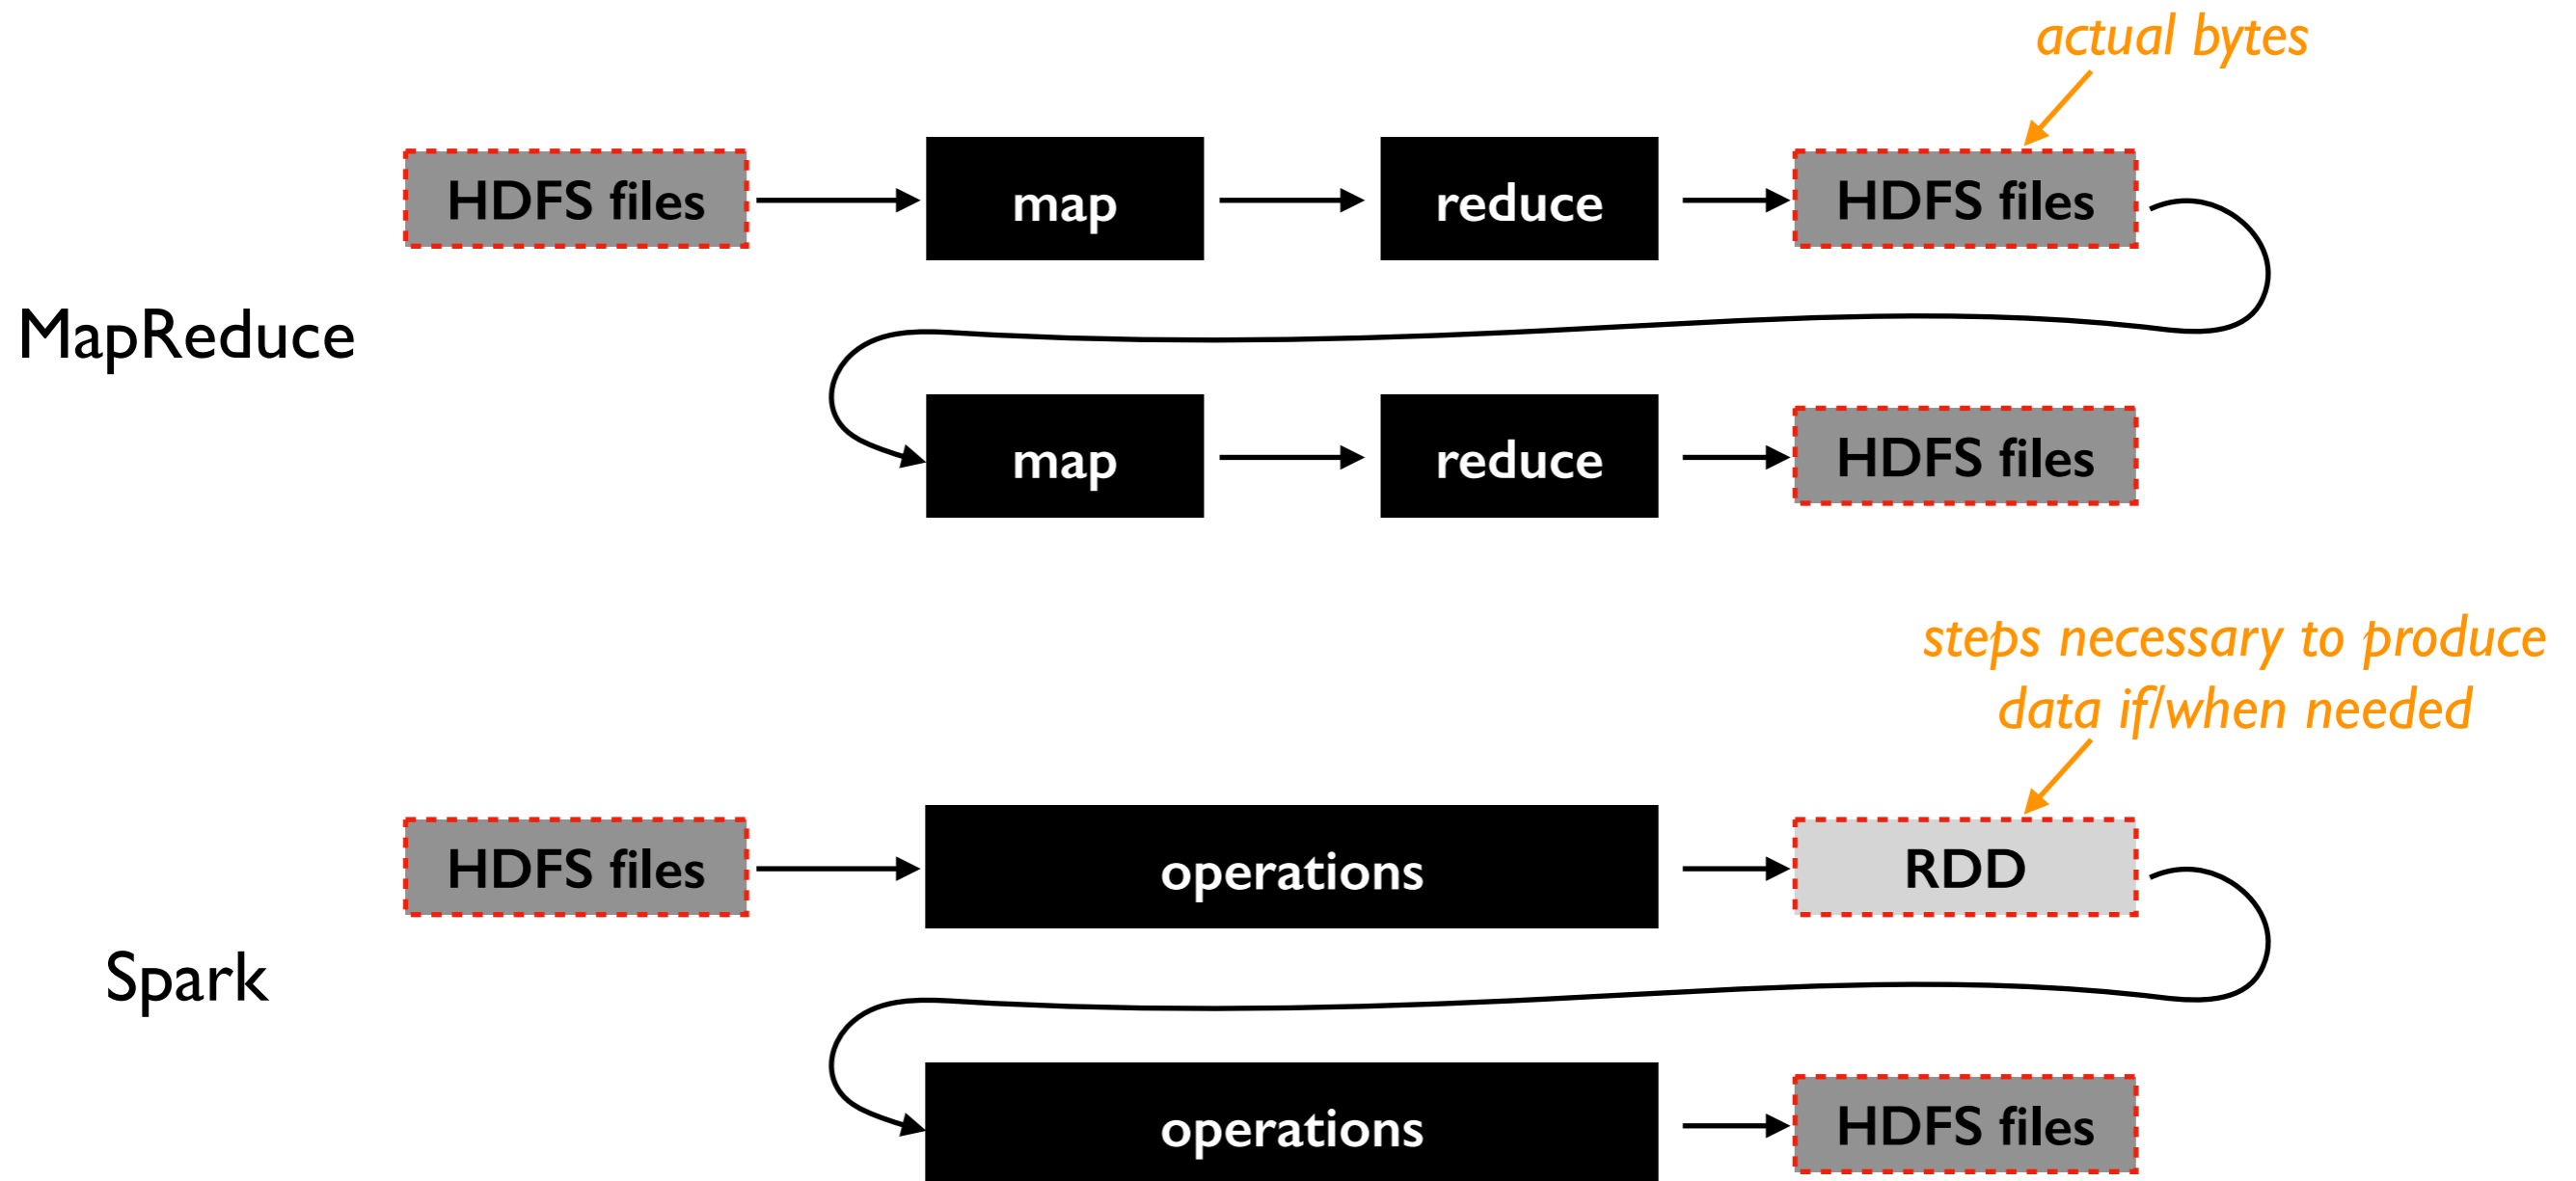 actual bytes
HDFS files
map
reduce
HDFS files
MapReduce
map
reduce
HDFS files
steps necessary to produce
data if/when needed
HDFS files
operations
RDD
Spark
operations
HDFS files